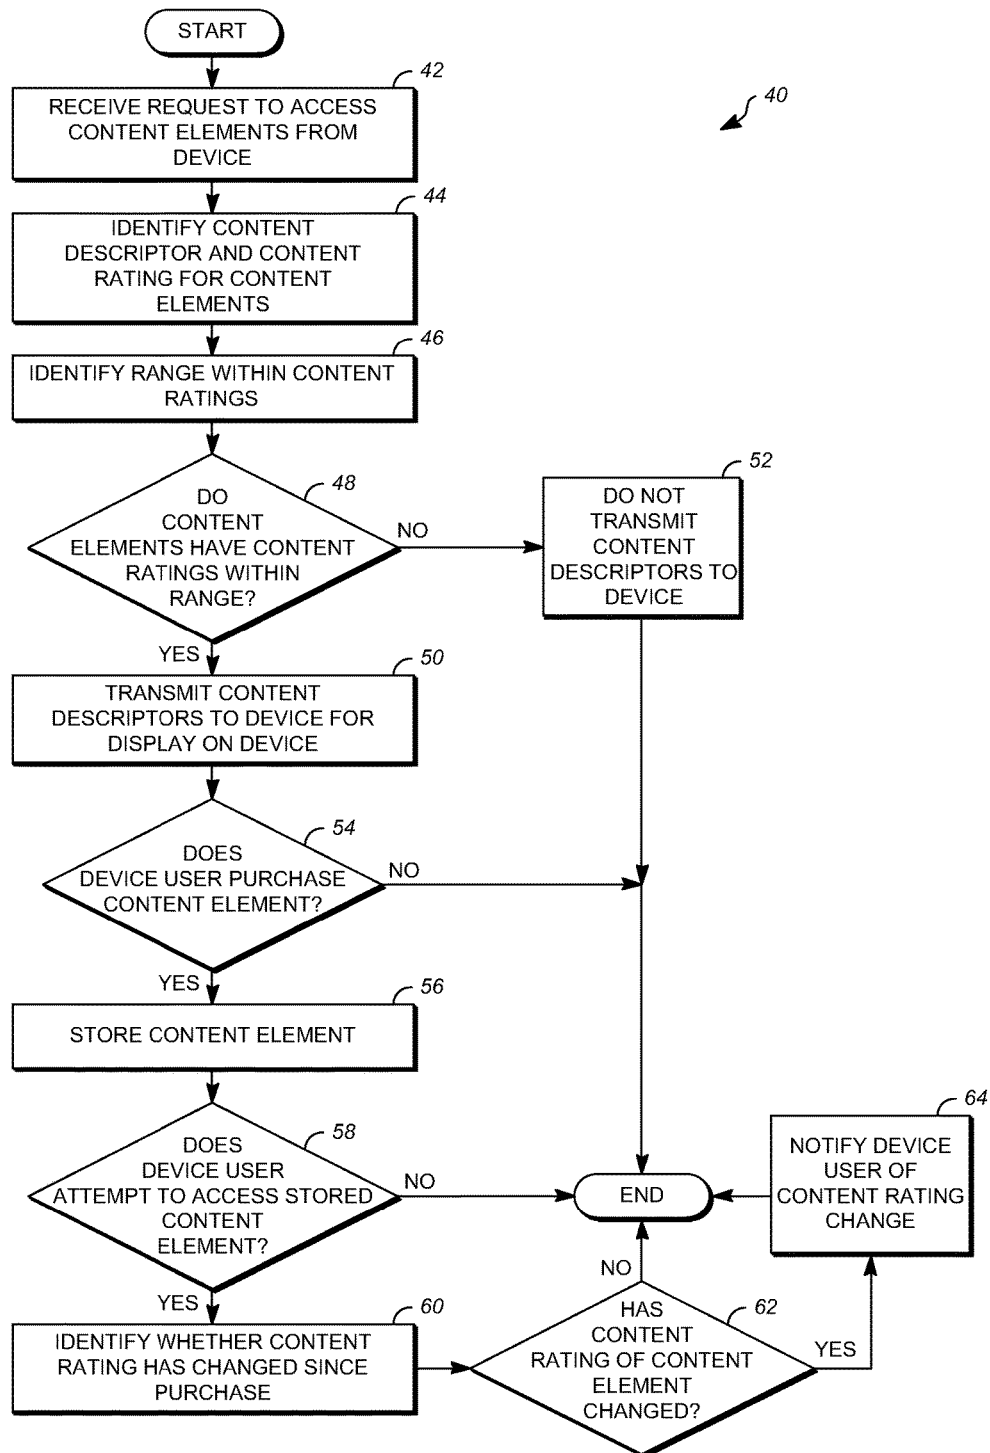 START
42
RECEIVE REQUEST TO ACCESS
CONTENT ELEMENTS FROM
DEVICE
40
44
IDENTIFY CONTENT
DESCRIPTOR AND CONTENT
RATING FOR CONTENT
ELEMENTS
46
IDENTIFY RANGE WITHIN CONTENT
RATINGS
48
DO
CONTENT
ELEMENTS HAVE CONTENT
RATINGS WITHIN
RANGE?
NO
52
DO NOT
TRANSMIT
CONTENT
DESCRIPTORS TO
DEVICE
YES
50
TRANSMIT CONTENT
DESCRIPTORS TO DEVICE FOR
DISPLAY ON DEVICE
54
DOES
DEVICE USER PURCHASE
CONTENT ELEMENT?
NO
YES
56
STORE CONTENT ELEMENT
58
DOES
DEVICE USER
ATTEMPT TO ACCESS STORED
CONTENT
ELEMENT?
NO
END
64
NOTIFY DEVICE
USER OF
CONTENT RATING
CHANGE
YES
60
IDENTIFY WHETHER CONTENT
RATING HAS CHANGED SINCE
PURCHASE
NO
62
HAS
CONTENT
RATING OF CONTENT
ELEMENT
CHANGED?
YES